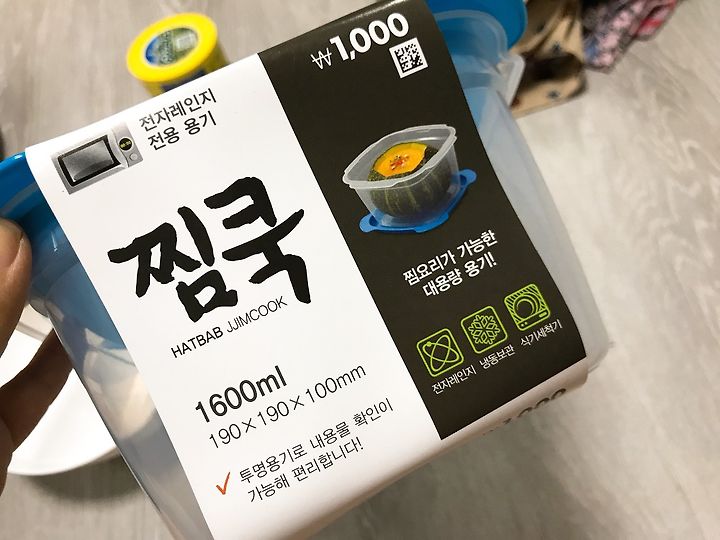 ₩1,000
전자레인지
전용 용기
찜쿡
HATBAB JJIMCOOK
1600ml
190×190×100mm
투명용기로 내용물 확인이
가능해 편리합니다!
찜요리가 가능한
대용량 용기!
전자레인지 냉동보관 식기세척기